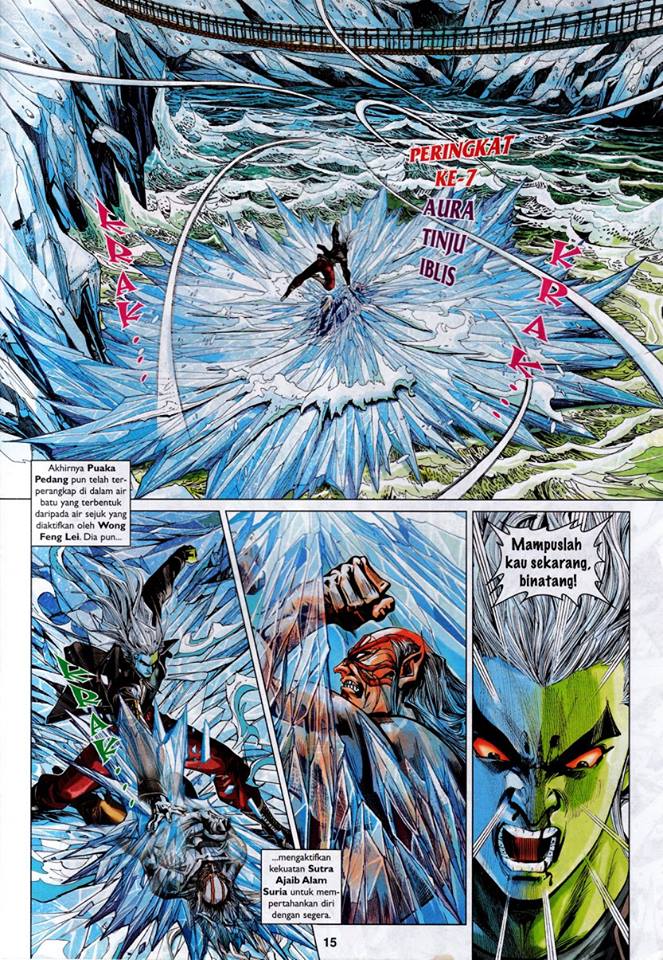 PERINGKAT
KE-7
AURA
TINJU
IBLIS
KRAK...
KRAK...
Akhirnya Puaka
Pedang pun telah ter-
perangkap di dalam air
batu yang terbentuk
daripada air sejuk yang
diaktifkan oleh Wong
Feng Lei. Dia pun...
KRAK...
...mengaktifkan
kekuatan Sutra
Ajaib Alam
Suria untuk mem-
pertahankan diri
dengan segera.
Mampuslah
kau sekarang,
binatang!
15